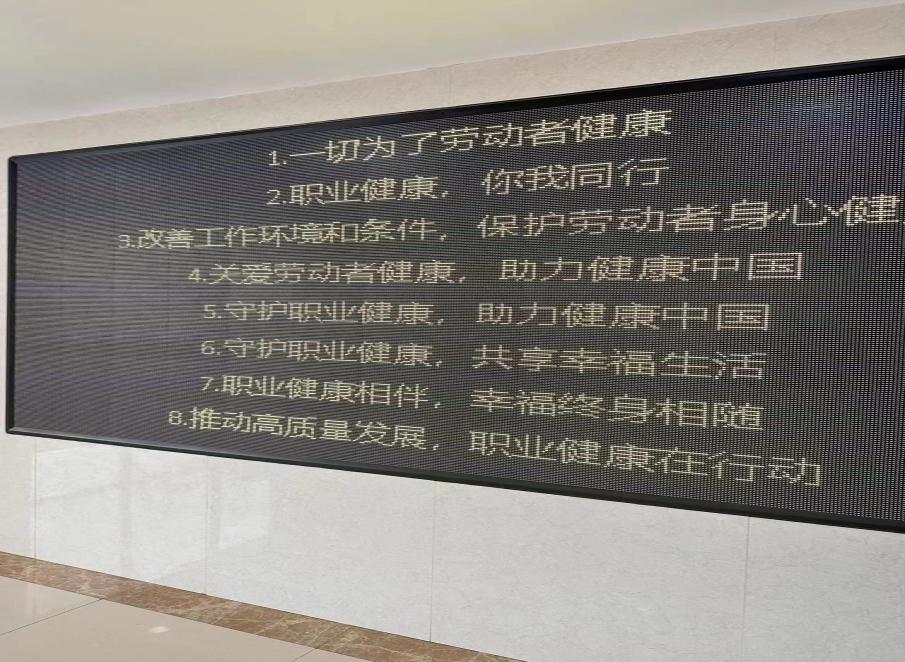 1.一切为了劳动者健康
2.职业健康，你我同行
3.改善工作环境和条件，保护劳动者身心健
4.关爱劳动者健康，助力健康中国
5.守护职业健康，助力健康中国
6.守护职业健康，共享幸福生活
7.职业健康相伴，幸福终身相随
8.推动高质量发展，职业健康在行动